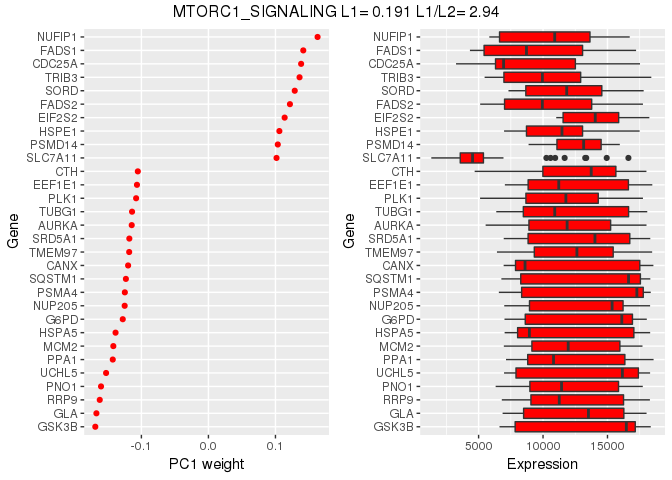 MTORC1_SIGNALING L1= 0.191 L1/L2= 2.94
Gene
NUFIP1
FADS1
CDC25A
TRIB3
SORD
FADS2
EIF2S2
HSPE1
PSMD14
SLC7A11
CTH
EEF1E1
PLK1
TUBG1
AURKA
SRD5A1
TMEM97
CANX
SQSTM1
PSMA4
NUP205
G6PD
HSPA5
MCM2
PPA1
UCHL5
PNO1
RRP9
GLA
GSK3B
-0.1 0.0 0.1
PC1 weight
Gene
NUFIP1
FADS1
CDC25A
TRIB3
SORD
FADS2
EIF2S2
HSPE1
PSMD14
SLC7A11
CTH
EEF1E1
PLK1
TUBG1
AURKA
SRD5A1
TMEM97
CANX
SQSTM1
PSMA4
NUP205
G6PD
HSPA5
MCM2
PPA1
UCHL5
PNO1
RRP9
GLA
GSK3B
5000 10000 15000
Expression